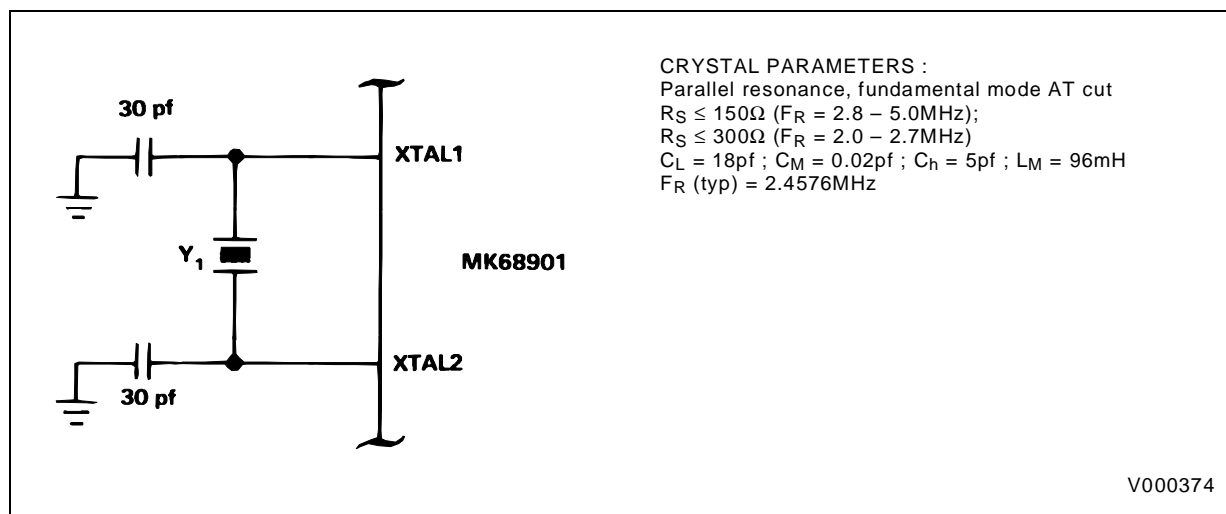 CRYSTAL PARAMETERS :
Parallel resonance, fundamental mode AT cut
RS ≤ 150Ω (FR = 2.8 – 5.0MHz);
RS ≤ 300Ω (FR = 2.0 – 2.7MHz)
CL = 18pf ; CM = 0.02pf ; Ch = 5pf ; LM = 96mH
FR (typ) = 2.4576MHz
30 pf
XTAL1
Y1
MK68901
XTAL2
30 pf
V000374